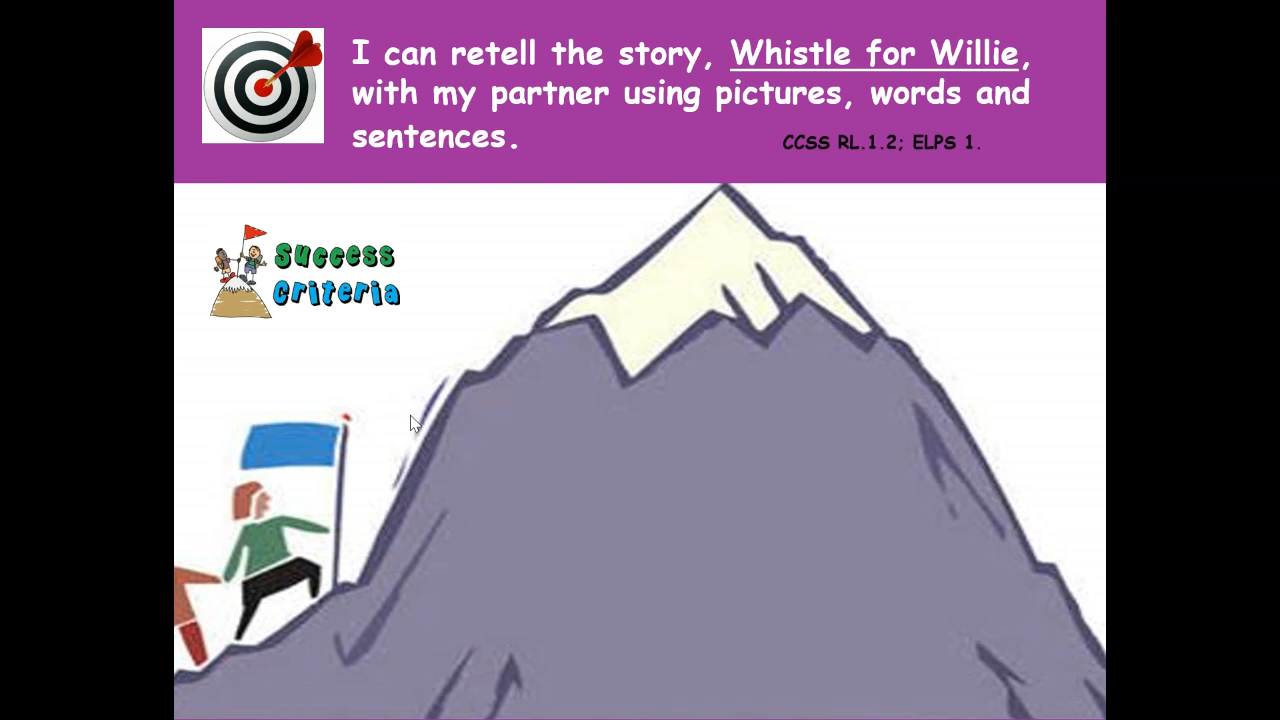 I can retell the story, Whistle for Willie,
with my partner using pictures, words and
sentences.
CCSS RL.1.2; ELPS 1.
Success
Criteria